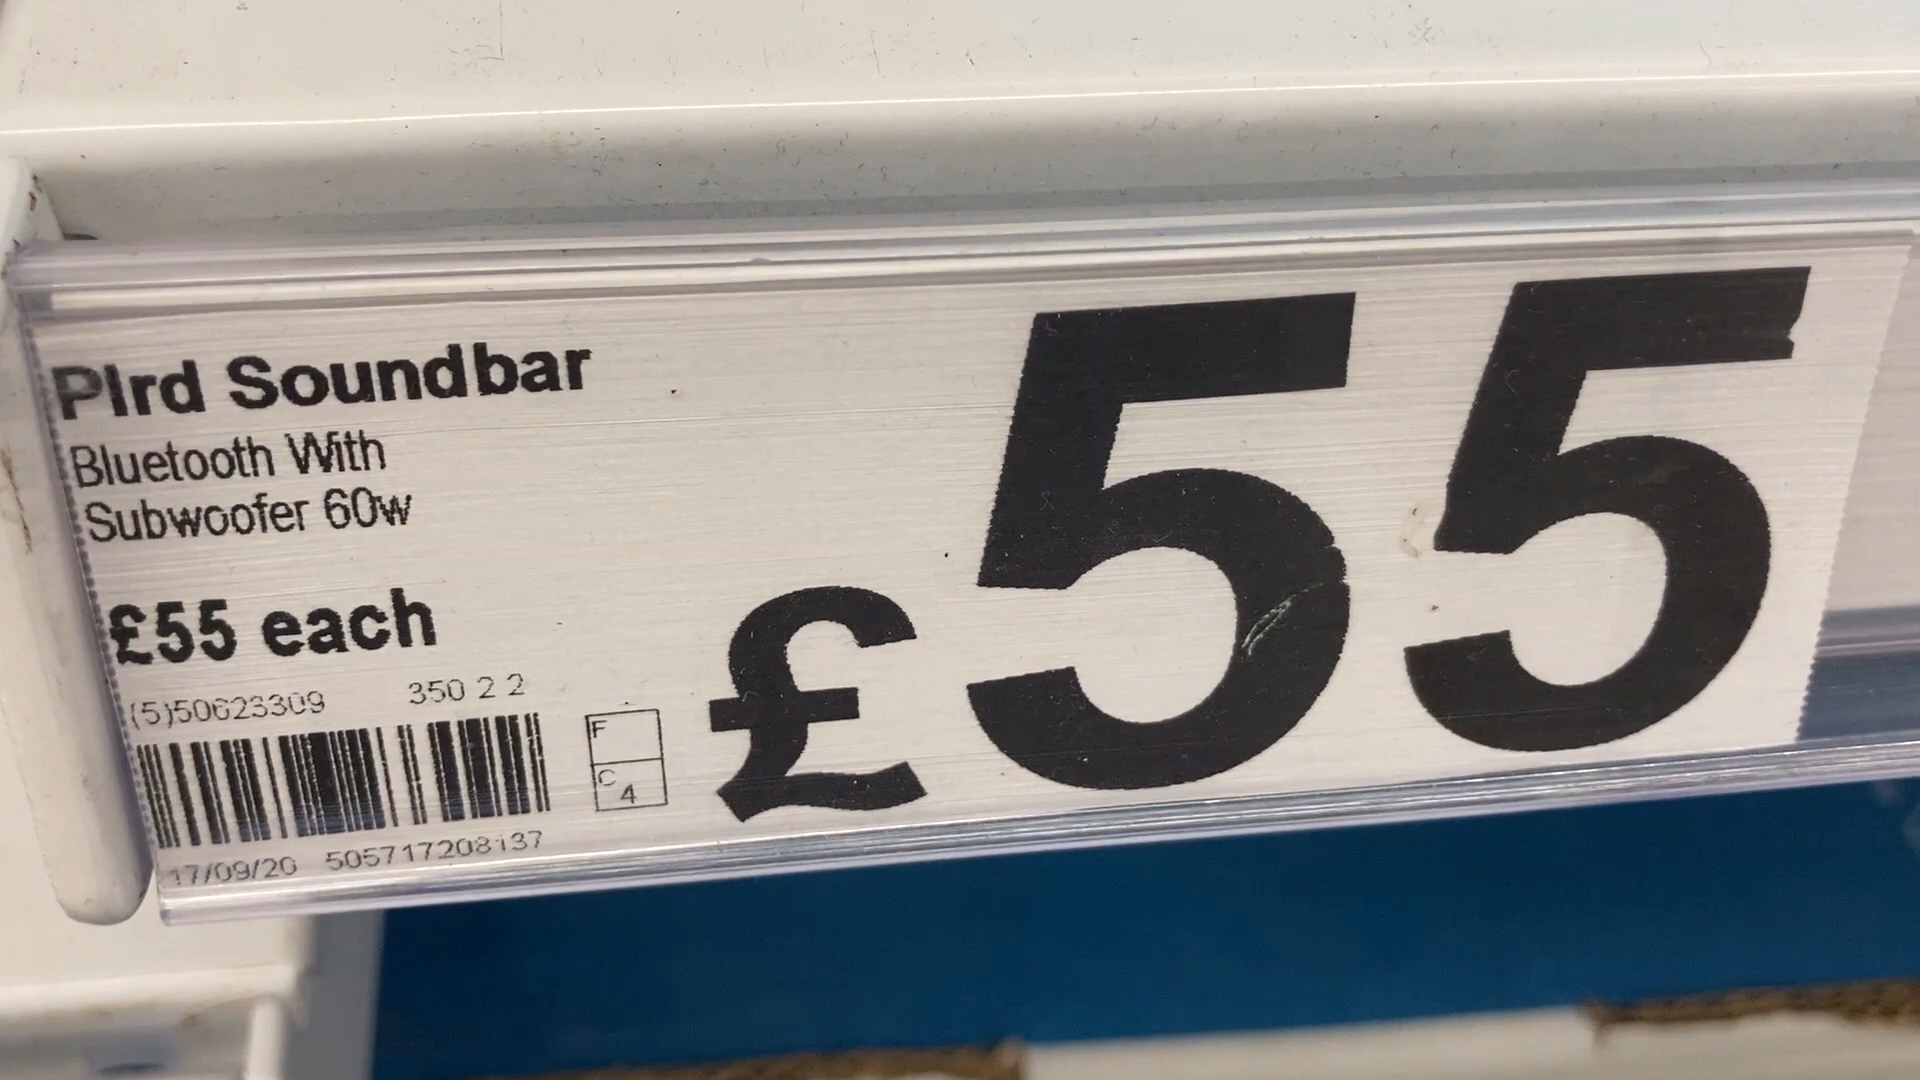 Plrd Soundbar
Bluetooth With
Subwoofer 60w
£55 each
£55
(5)50623309 350 2 2
F
C
4
17/09/20 505717208137